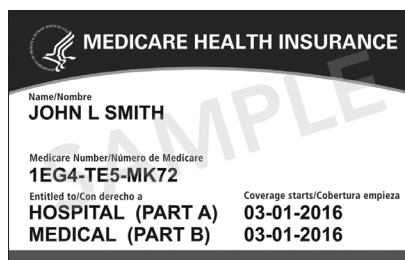 MEDICARE HEALTH INSURANCE
Name/Nombre
JOHN L SMITH
Medicare Number/Número de Medicare
1EG4-TE5-MK72
Entitled to/Con derecho a Coverage starts/Cobertura empieza
HOSPITAL (PART A) 03-01-2016
MEDICAL (PART B) 03-01-2016
SAMPLE